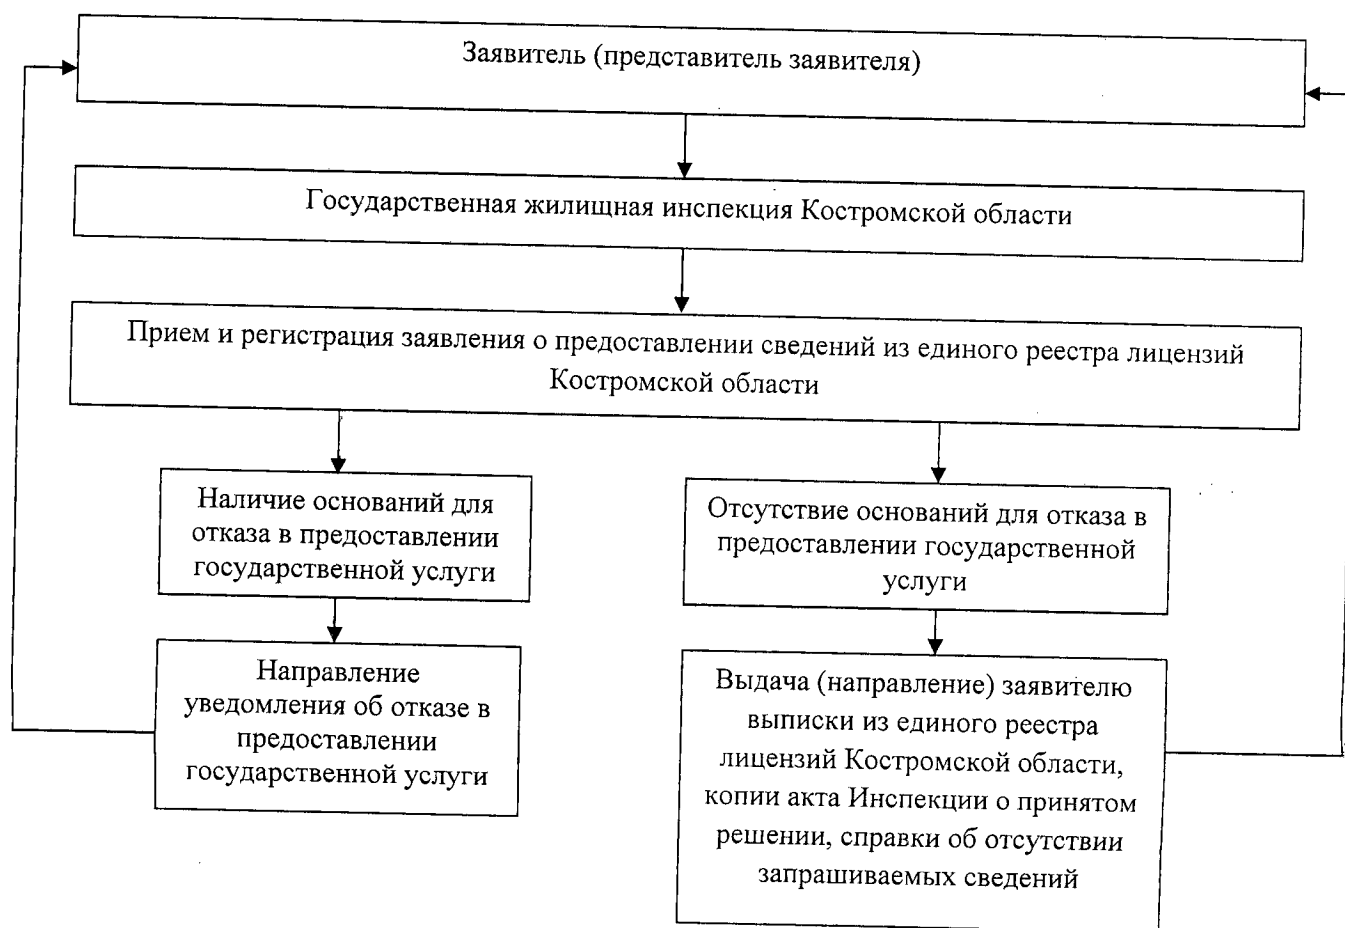 Заявитель (представитель заявителя)
Государственная жилищная инспекция Костромской области
Прием и регистрация заявления о предоставлении сведений из единого реестра лицензий
Костромской области
Наличие оснований для
отказа в предоставлении
государственной услуги
Отсутствие оснований для отказа в
предоставлении государственной
услуги
Направление
уведомления об отказе в
предоставлении
государственной услуги
Выдача (направление) заявителю
выписки из единого реестра
лицензий Костромской области,
копии акта Инспекции о принятом
решении, справки об отсутствии
запрашиваемых сведений